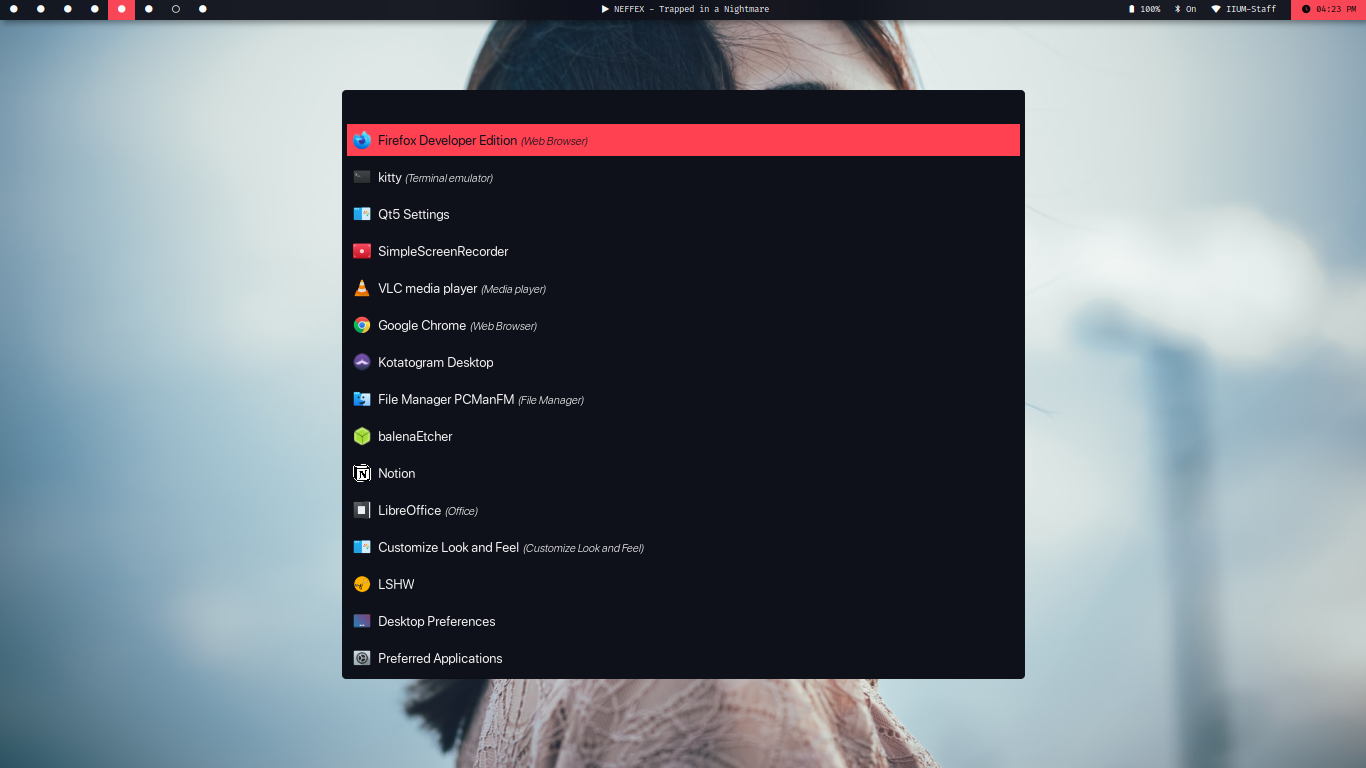 ▶ NEFFEX – Trapped in a Nightmare
100%
On
IIUM-Staff
04:23 PM
Firefox Developer Edition (Web Browser)
kitty (Terminal emulator)
Qt5 Settings
SimpleScreenRecorder
VLC media player (Media player)
Google Chrome (Web Browser)
Kotatogram Desktop
File Manager PCManFM (File Manager)
balenaEtcher
Notion
LibreOffice (Office)
Customize Look and Feel (Customize Look and Feel)
LSHW
Desktop Preferences
Preferred Applications